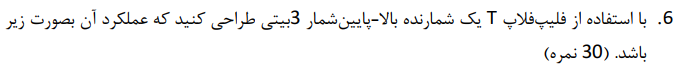 6. با استفاده از فلیپ‌فلاپ T یک شمارنده بالا-پایین‌شمار 3بیتی طراحی کنید که عملکرد آن بصورت زیر
باشد. (30 نمره)